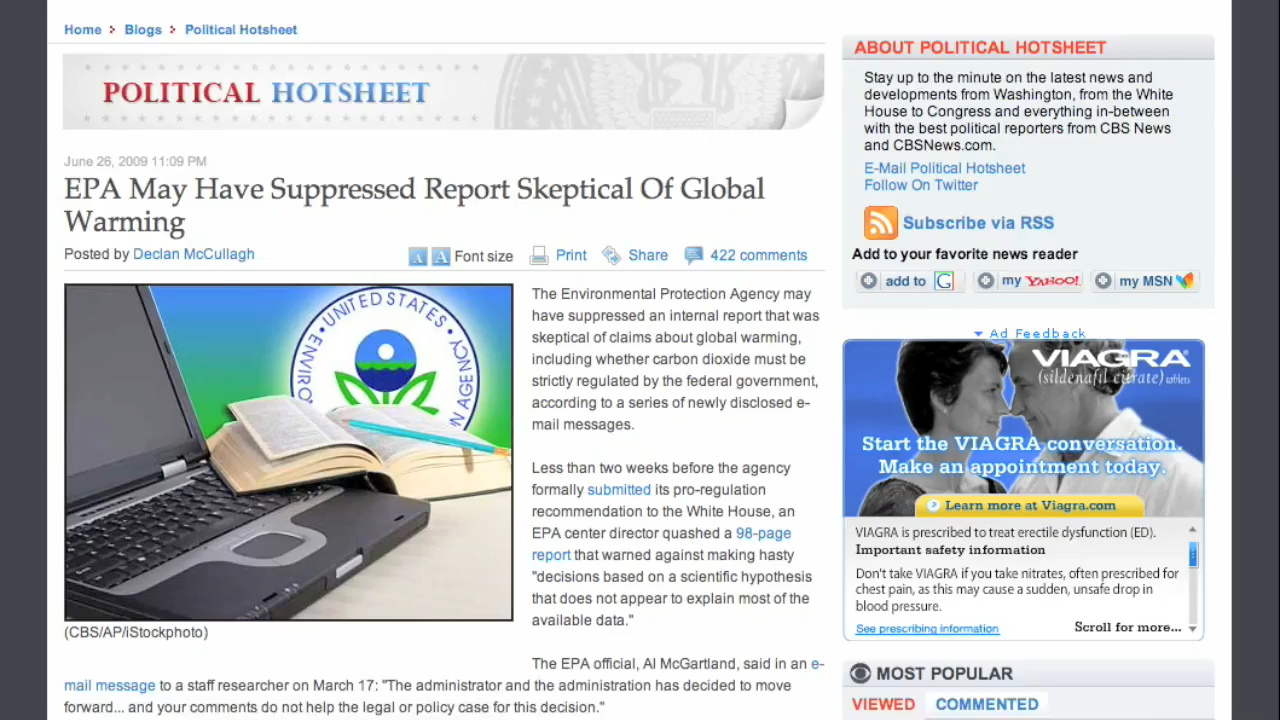 Home > Blogs > Political Hotsheet
POLITICAL HOTSHEET
June 26, 2009 11:09 PM
EPA May Have Suppressed Report Skeptical Of Global
Warming
Posted by Declan McCullagh
A A Font size Print Share 422 comments
UNITED STATES
ENVIRO
N AGENCY
The Environmental Protection Agency may
have suppressed an internal report that was
skeptical of claims about global warming,
including whether carbon dioxide must be
strictly regulated by the federal government,
according to a series of newly disclosed e-
mail messages.
Less than two weeks before the agency
formally submitted its pro-regulation
recommendation to the White House, an
EPA center director quashed a 98-page
report that warned against making hasty
"decisions based on a scientific hypothesis
that does not appear to explain most of the
available data."
(CBS/AP/iStockphoto)
The EPA official, Al McGartland, said in an e-
mail message to a staff researcher on March 17: "The administrator and the administration has decided to move
forward... and your comments do not help the legal or policy case for this decision."
ABOUT POLITICAL HOTSHEET
Stay up to the minute on the latest news and
developments from Washington, from the White
House to Congress and everything in-between
with the best political reporters from CBS News
and CBSNews.com.
E-Mail Political Hotsheet
Follow On Twitter
Subscribe via RSS
Add to your favorite news reader
add to G my YAHOO! my MSN
Ad Feedback
VIAGRA
(sildenafil citrate) tablets
Start the VIAGRA conversation.
Make an appointment today.
Learn more at Viagra.com
VIAGRA is prescribed to treat erectile dysfunction (ED).
Important safety information
Don't take VIAGRA if you take nitrates, often prescribed for
chest pain, as this may cause a sudden, unsafe drop in
blood pressure.
See prescribing information Scroll for more...
MOST POPULAR
VIEWED COMMENTED